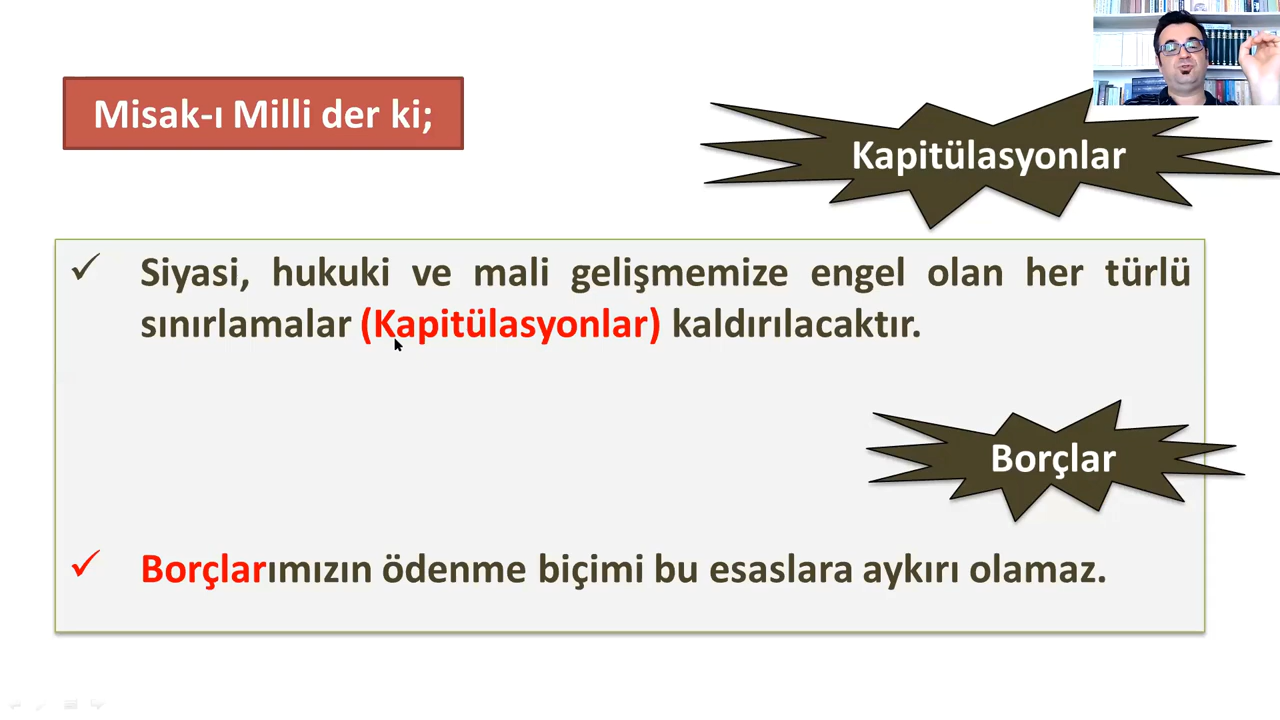 Misak-ı Milli der ki;
Kapitülasyonlar
Siyasi, hukuki ve mali gelişmemize engel olan her türlü
sınırlamalar (Kapitülasyonlar) kaldırılacaktır.
Borçlar
Borçlarımızın ödenme biçimi bu esaslara aykırı olamaz.